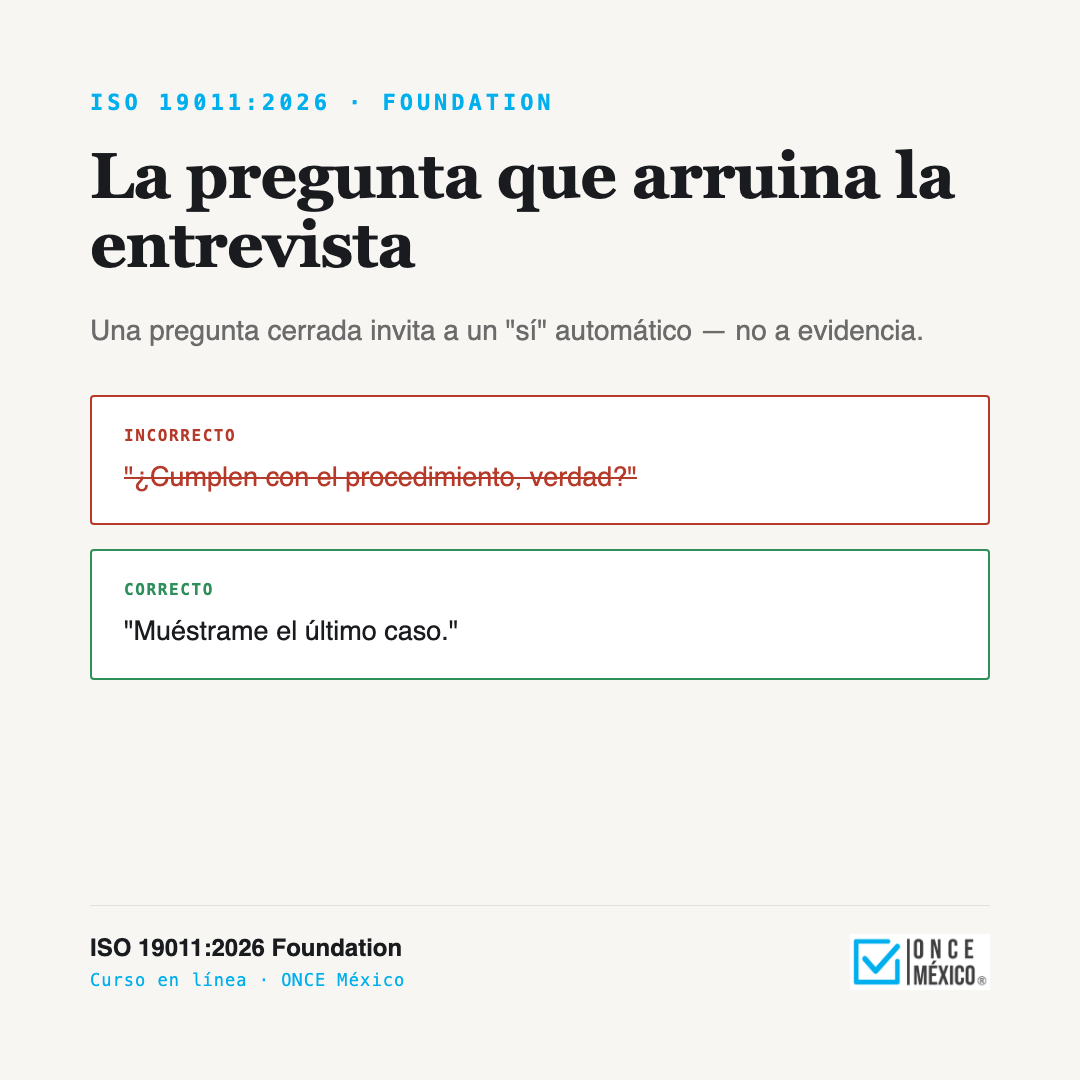 ISO 19011:2026 · FOUNDATION
La pregunta que arruina la
entrevista
Una pregunta cerrada invita a un "sí" automático — no a evidencia.
INCORRECTO
"¿Cumplen con el procedimiento, verdad?"
CORRECTO
"Muéstrame el último caso."
ISO 19011:2026 Foundation
Curso en línea · ONCE México
ONCE
MÉXICO®